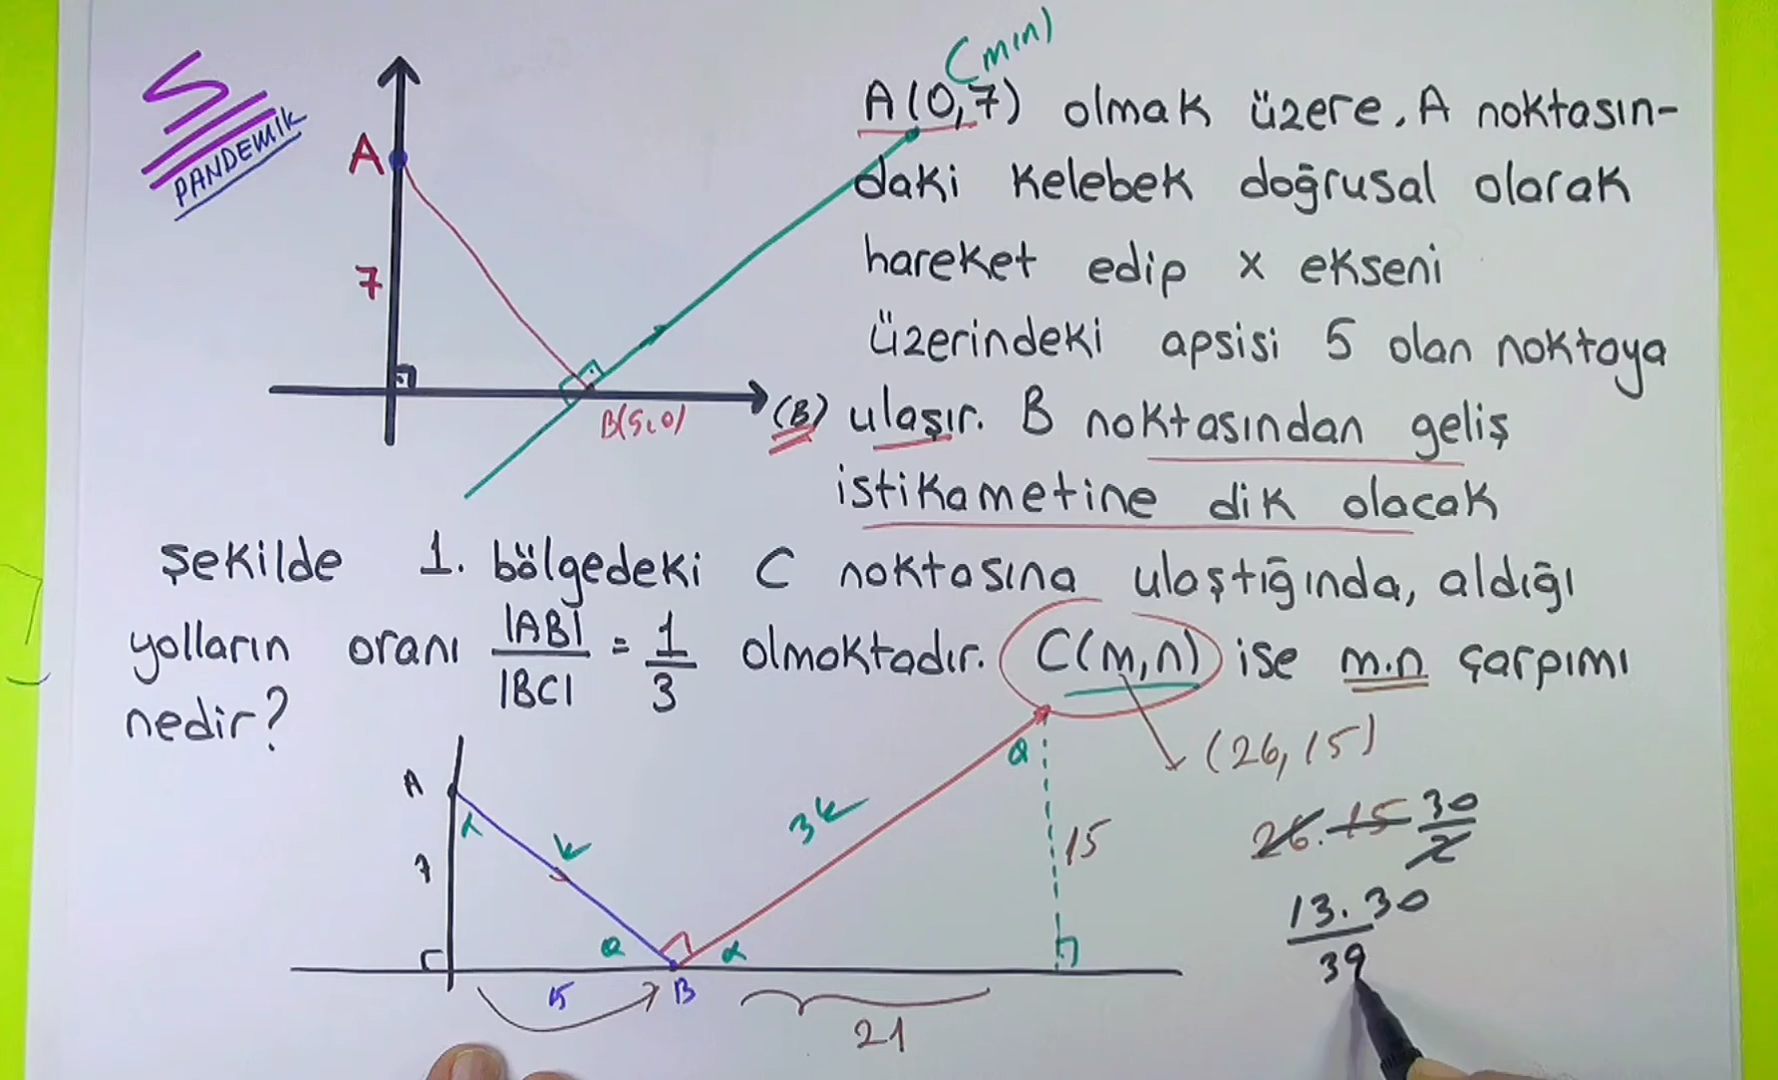 PANDEMIK
C(m,n)
A(0,7) olmak üzere, A noktasın-
daki kelebek doğrusal olarak
hareket edip x ekseni
üzerindeki apsisi 5 olan noktaya
(B) ulaşır. B noktasından geliş
istikametine dik olacak
şekilde 1. bölgedeki C noktasına ulaştığında, aldığı
yolların oranı |AB|/|BC| = 1/3 olmaktadır. C(m,n) ise m.n çarpımı
nedir?
A
7
B(5,0)
A
α
7
k
3k
5
B
α
21
15
(26,15)
26.15 30/2
13.30
39